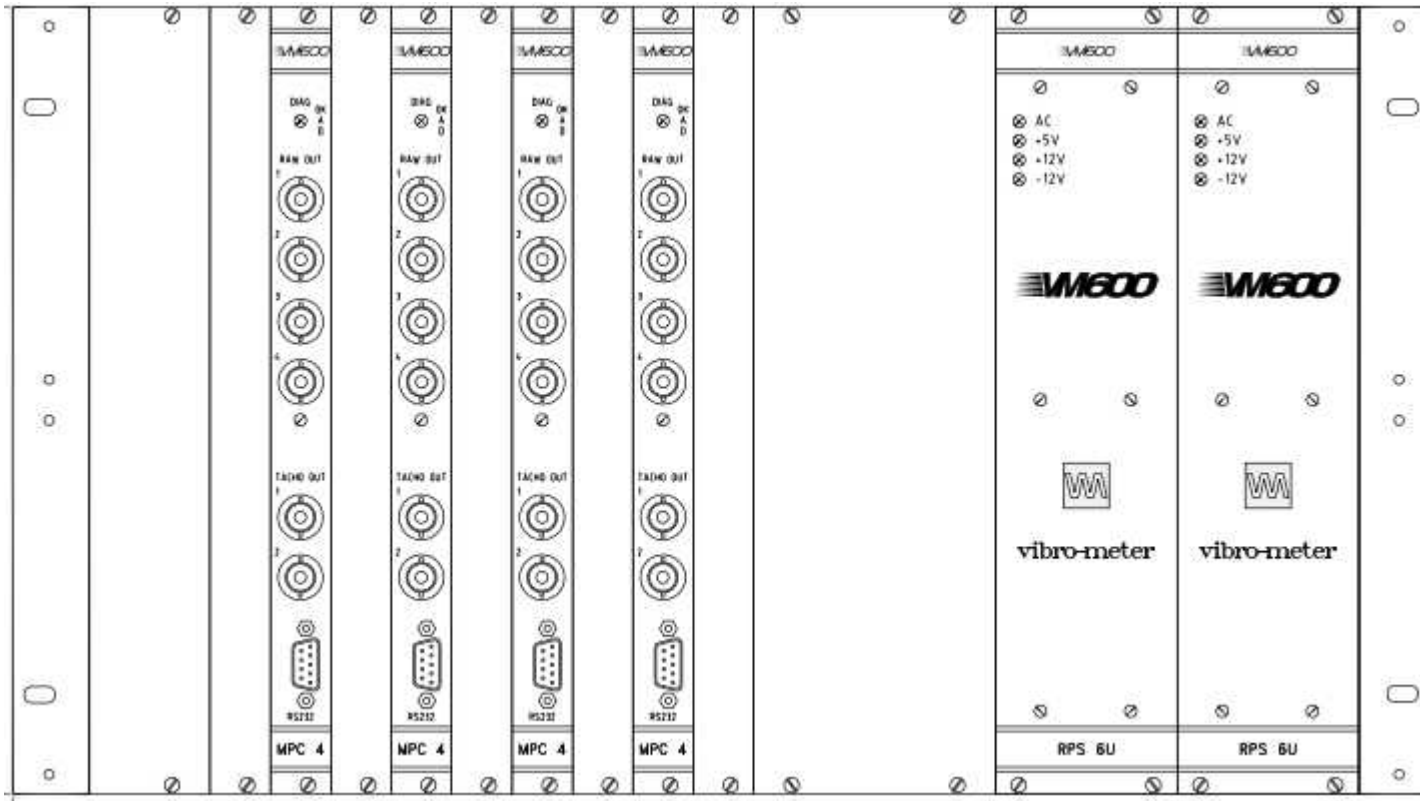 VM600 VM600 VM600 VM600 VM600 VM600
DIAG DIAG DIAG DIAG
OK OK OK OK
A A A A
D D D D
AC AC
+5V +5V
+12V +12V
-12V -12V
RAW OUT RAW OUT RAW OUT RAW OUT
1 1 1 1
2 2 2 2
3 3 3 3
4 4 4 4
VM600 VM600
TACHO OUT TACHO OUT TACHO OUT TACHO OUT
1 1 1 1
2 2 2 2
vibro-meter vibro-meter
RS232 RS232 RS232 RS232
MPC 4 MPC 4 MPC 4 MPC 4 RPS 6U RPS 6U